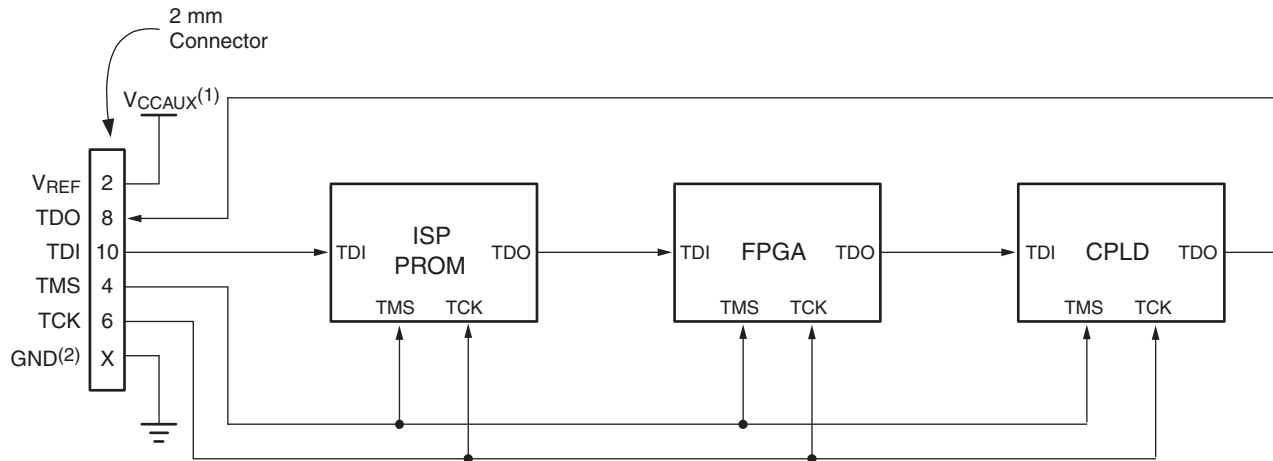 2 mm
Connector
VCCAUX(1)
VREF 2
TDO 8
TDI 10
TMS 4
TCK 6
GND(2) X
TDI ISP PROM TDO
TMS TCK
TDI FPGA TDO
TMS TCK
TDI CPLD TDO
TMS TCK